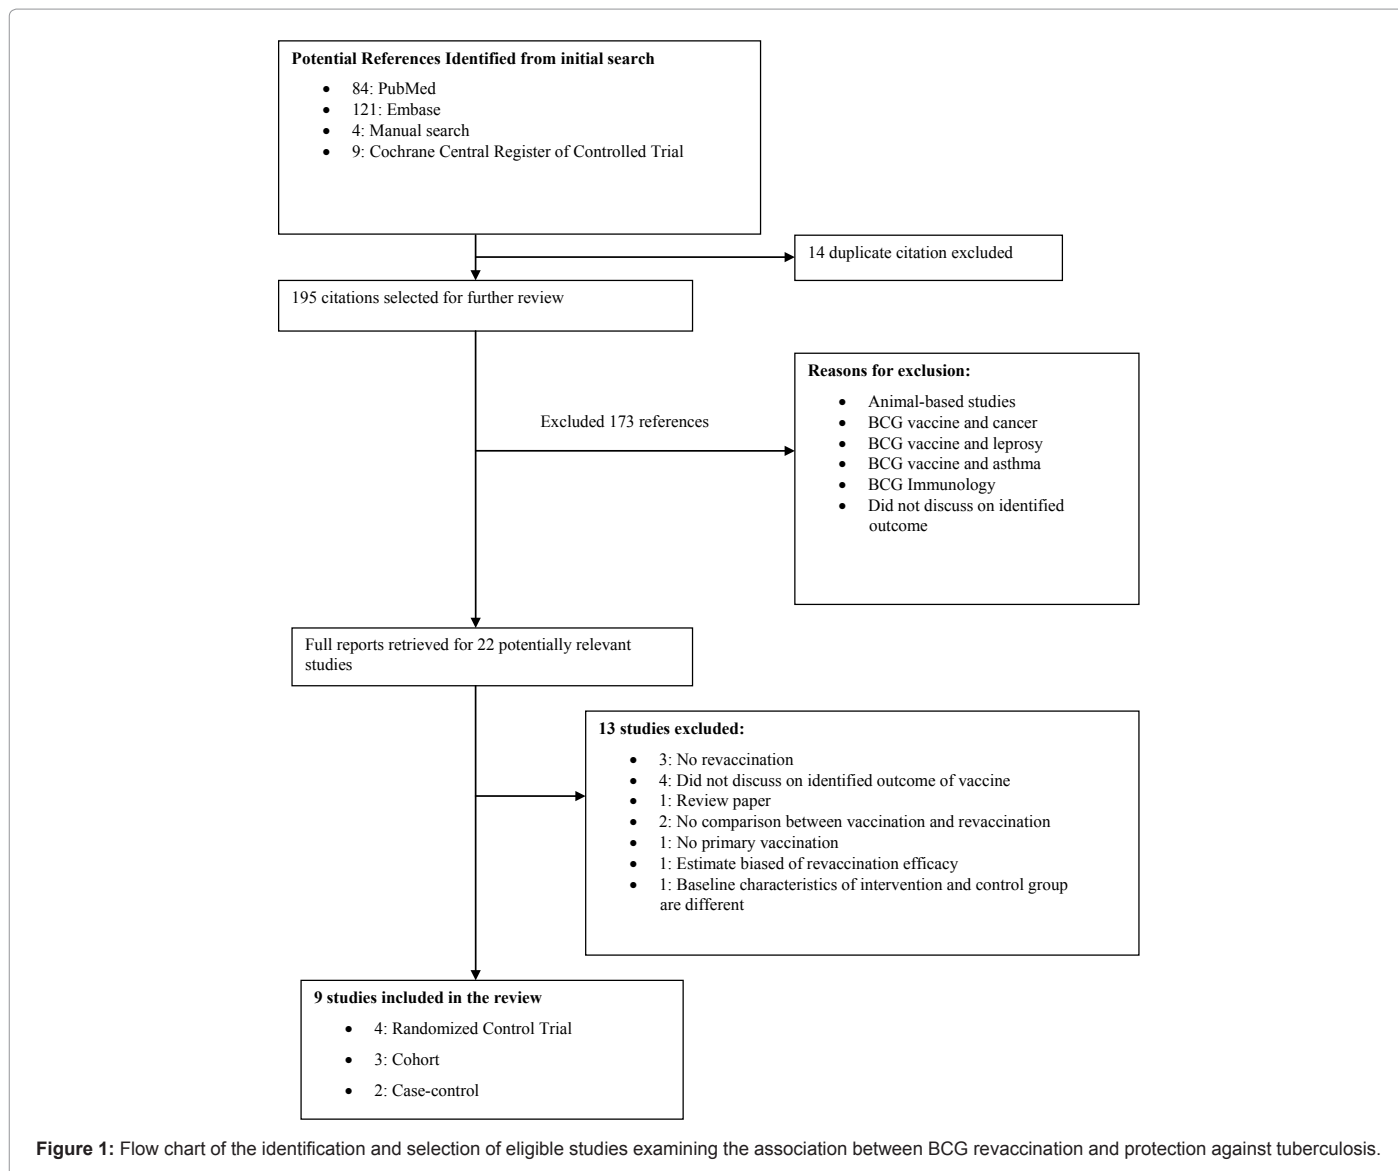 Potential References Identified from initial search
• 84: PubMed
• 121: Embase
• 4: Manual search
• 9: Cochrane Central Register of Controlled Trial
14 duplicate citation excluded
195 citations selected for further review
Reasons for exclusion:
• Animal-based studies
• BCG vaccine and cancer
• BCG vaccine and leprosy
• BCG vaccine and asthma
• BCG Immunology
• Did not discuss on identified
outcome
Excluded 173 references
Full reports retrieved for 22 potentially relevant
studies
13 studies excluded:
• 3: No revaccination
• 4: Did not discuss on identified outcome of vaccine
• 1: Review paper
• 2: No comparison between vaccination and revaccination
• 1: No primary vaccination
• 1: Estimate biased of revaccination efficacy
• 1: Baseline characteristics of intervention and control group
are different
9 studies included in the review
• 4: Randomized Control Trial
• 3: Cohort
• 2: Case-control
Figure 1: Flow chart of the identification and selection of eligible studies examining the association between BCG revaccination and protection against tuberculosis.